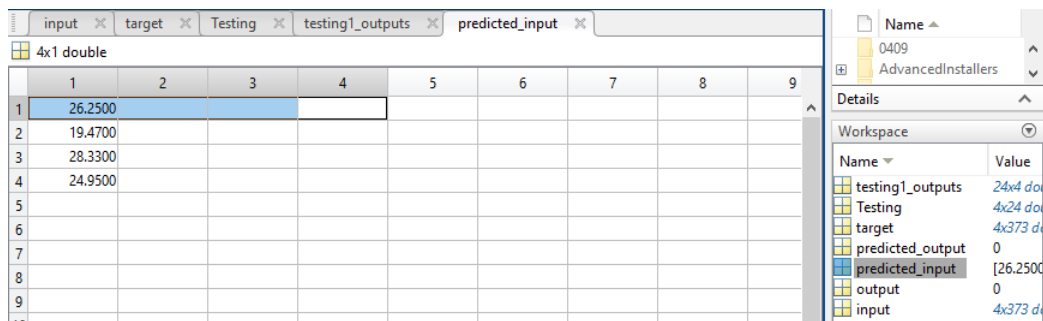 input target Testing testing1_outputs predicted_input
4x1 double
1 2 3 4 5 6 7 8 9
1 26.2500
2 19.4700
3 28.3300
4 24.9500
5
6
7
8
9
Name
0409
AdvancedInstallers
Details
Workspace
Name Value
testing1_outputs 24x4 dou
Testing 4x24 dou
target 4x373 d
predicted_output 0
predicted_input [26.2500
output 0
input 4x373 d